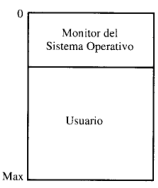 0
Monitor del
Sistema Operativo
Usuario
Max